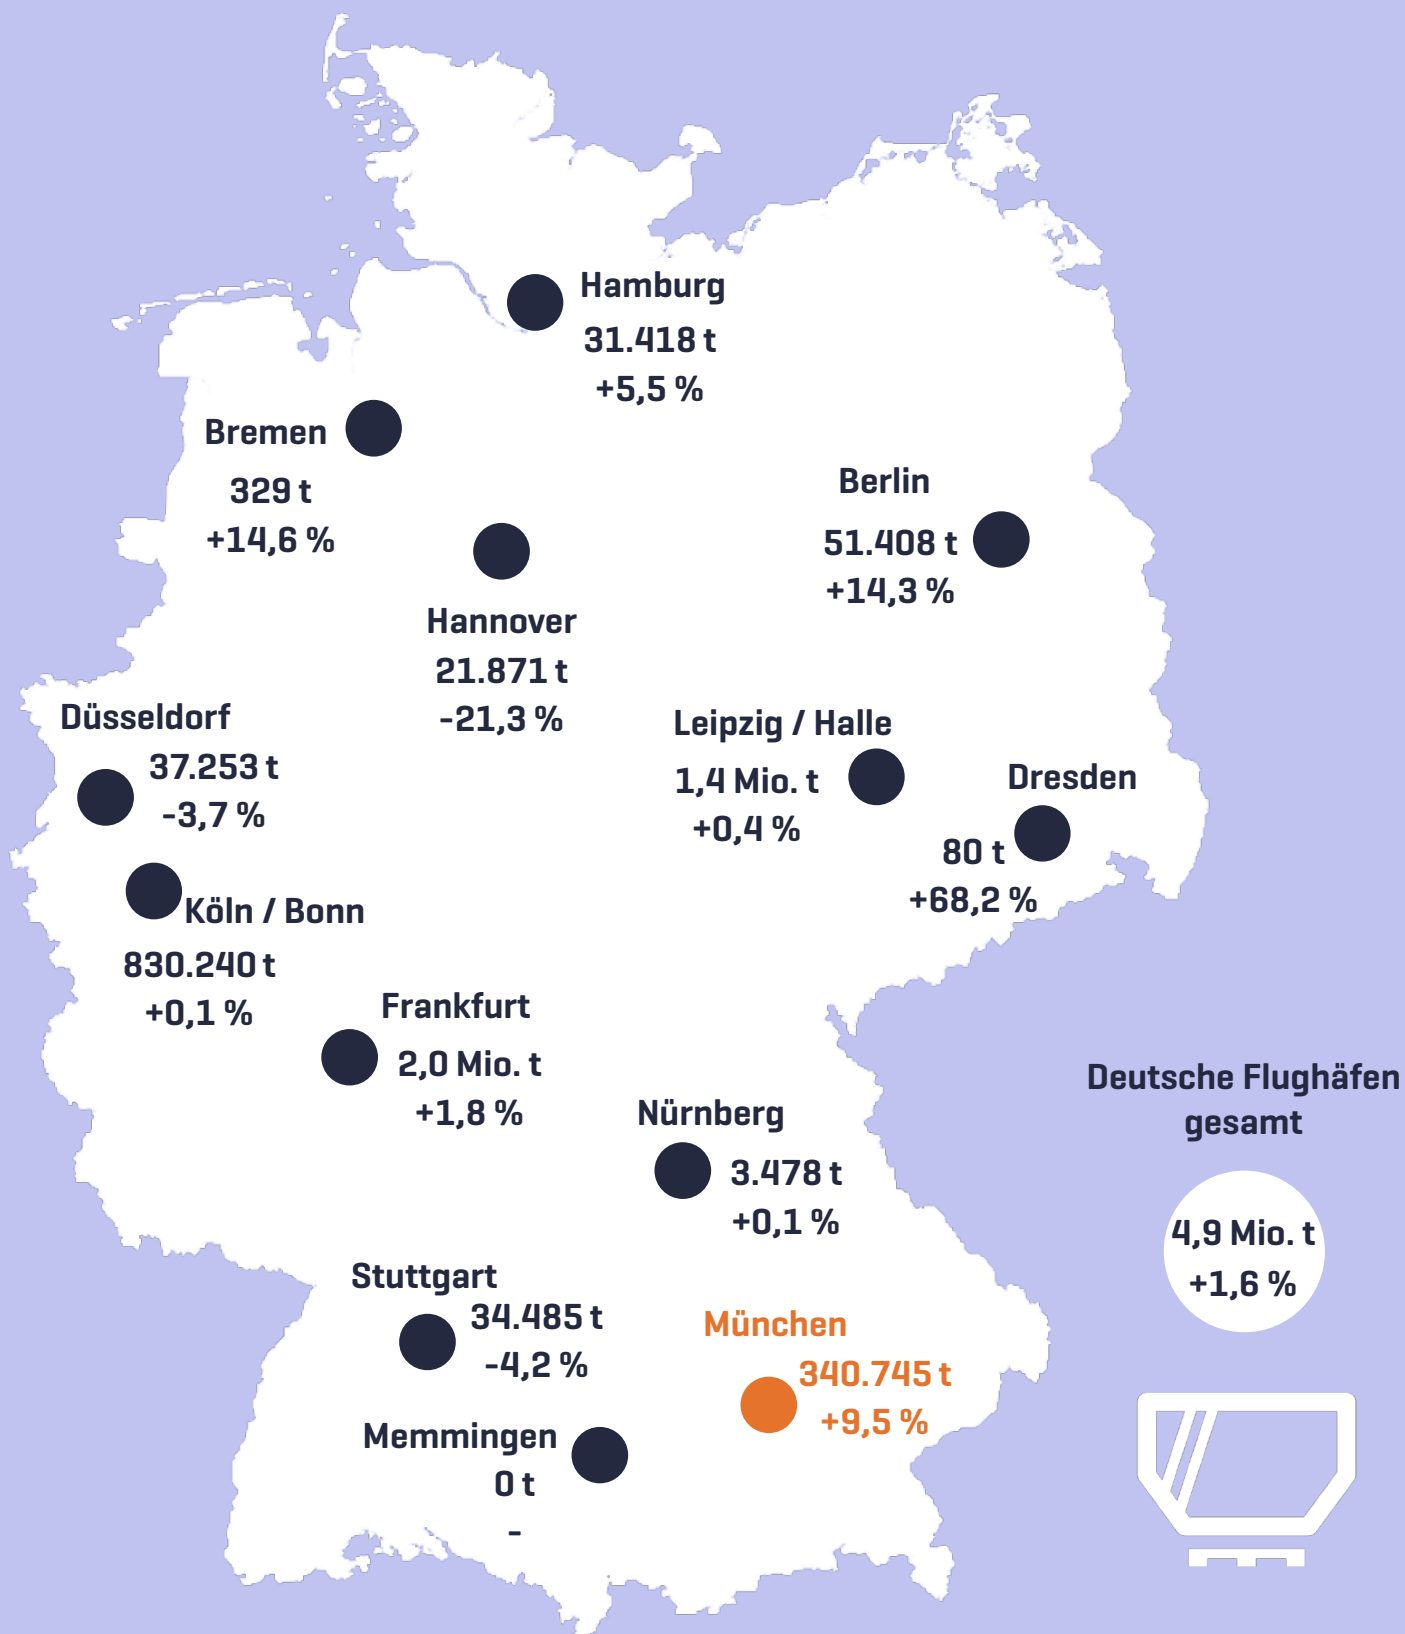 Hamburg
31.418 t
+5,5 %
Bremen
329 t
+14,6 %
Berlin
51.408 t
+14,3 %
Hannover
21.871 t
-21,3 %
Düsseldorf
37.253 t
-3,7 %
Leipzig / Halle
1,4 Mio. t
+0,4 %
Dresden
80 t
+68,2 %
Köln / Bonn
830.240 t
+0,1 %
Frankfurt
2,0 Mio. t
+1,8 %
Nürnberg
3.478 t
+0,1 %
Deutsche Flughäfen
gesamt
4,9 Mio. t
+1,6 %
Stuttgart
34.485 t
-4,2 %
München
340.745 t
+9,5 %
Memmingen
0 t
-